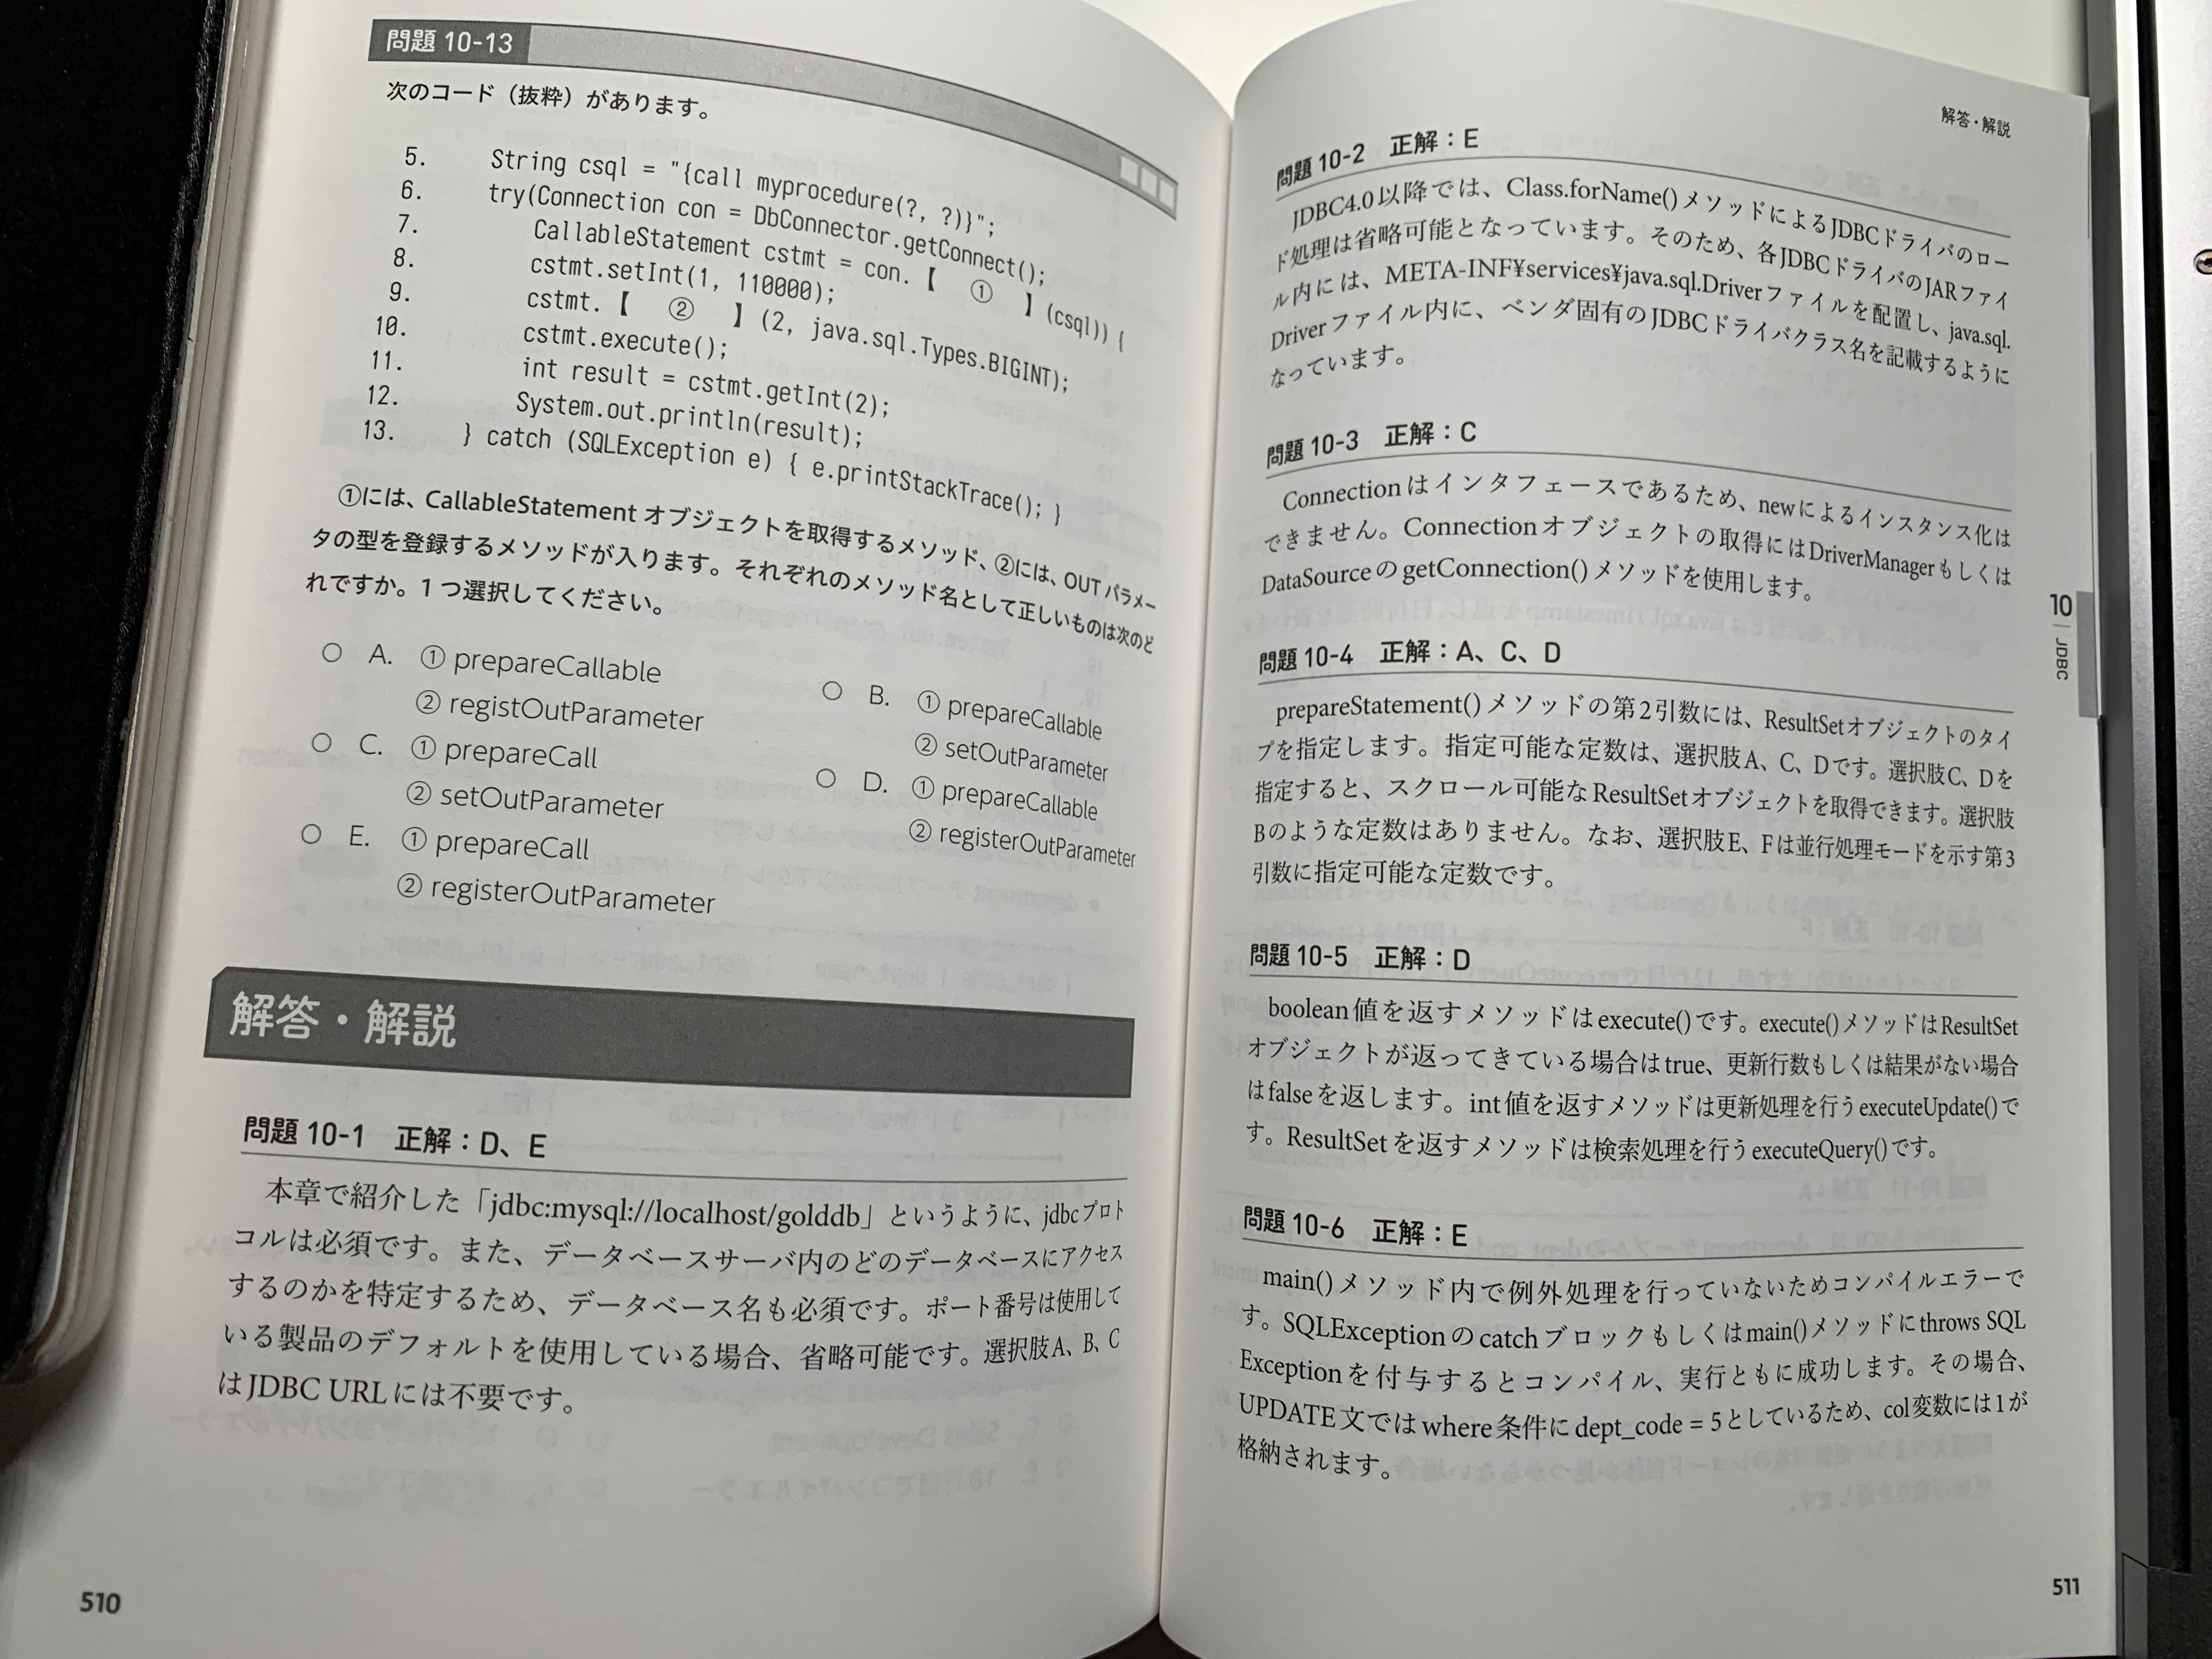 問題 10-13
次のコード（抜粋）があります。
5. String csql = "{call myprocedure(?, ?)}";
6. try(Connection con = DbConnector.getConnect();
7. CallableStatement cstmt = con.【 ① 】(csql)) {
8. cstmt.setInt(1, 110000);
9. cstmt.【 ② 】(2, java.sql.Types.BIGINT);
10. cstmt.execute();
11. int result = cstmt.getInt(2);
12. System.out.println(result);
13. } catch (SQLException e) { e.printStackTrace(); }
①には、CallableStatement オブジェクトを取得するメソッド、②には、OUT パラメー
タの型を登録するメソッドが入ります。それぞれのメソッド名として正しいものは次のど
れですか。1 つ選択してください。
○ A. ① prepareCallable
② registOutParameter
○ B. ① prepareCallable
② setOutParameter
○ C. ① prepareCall
② setOutParameter
○ D. ① prepareCallable
② registerOutParameter
○ E. ① prepareCall
② registerOutParameter
解答・解説
問題 10-1 正解：D、E
本章で紹介した「jdbc:mysql://localhost/golddb」というように、jdbcプロト
コルは必須です。また、データベースサーバ内のどのデータベースにアクセス
するのかを特定するため、データベース名も必須です。ポート番号は使用して
いる製品のデフォルトを使用している場合、省略可能です。選択肢A、B、C
はJDBC URLには不要です。
510
解答・解説
問題 10-2 正解：E
JDBC4.0以降では、Class.forName()メソッドによるJDBCドライバのロー
ド処理は省略可能となっています。そのため、各JDBCドライバのJARファイ
ル内には、META-INF¥services¥java.sql.Driverファイルを配置し、java.sql.
Driverファイル内に、ベンダ固有のJDBCドライバクラス名を記載するように
なっています。
問題 10-3 正解：C
Connectionはインタフェースであるため、newによるインスタンス化は
できません。Connectionオブジェクトの取得にはDriverManagerもしくは
DataSourceのgetConnection()メソッドを使用します。
問題 10-4 正解：A、C、D
prepareStatement()メソッドの第2引数には、ResultSetオブジェクトのタイ
プを指定します。指定可能な定数は、選択肢A、C、Dです。選択肢C、Dを
指定すると、スクロール可能なResultSetオブジェクトを取得できます。選択肢
Bのような定数はありません。なお、選択肢E、Fは並行処理モードを示す第3
引数に指定可能な定数です。
問題 10-5 正解：D
boolean値を返すメソッドはexecute()です。execute()メソッドはResultSet
オブジェクトが返ってきている場合はtrue、更新行数もしくは結果がない場合
はfalseを返します。int値を返すメソッドは更新処理を行うexecuteUpdate()で
す。ResultSetを返すメソッドは検索処理を行うexecuteQuery()です。
問題 10-6 正解：E
main()メソッド内で例外処理を行っていないためコンパイルエラーで
す。SQLExceptionのcatchブロックもしくはmain()メソッドにthrows SQL
Exceptionを付与するとコンパイル、実行ともに成功します。その場合、
UPDATE文ではwhere条件にdept_code = 5としているため、col変数には1が
格納されます。
10
JDBC
511